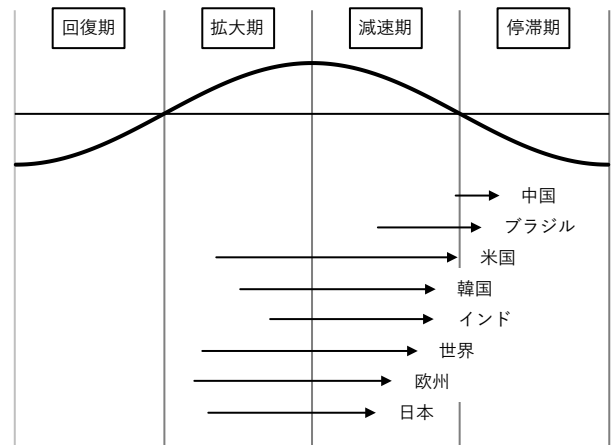 回復期
拡大期
減速期
停滞期
中国
ブラジル
米国
韓国
インド
世界
欧州
日本